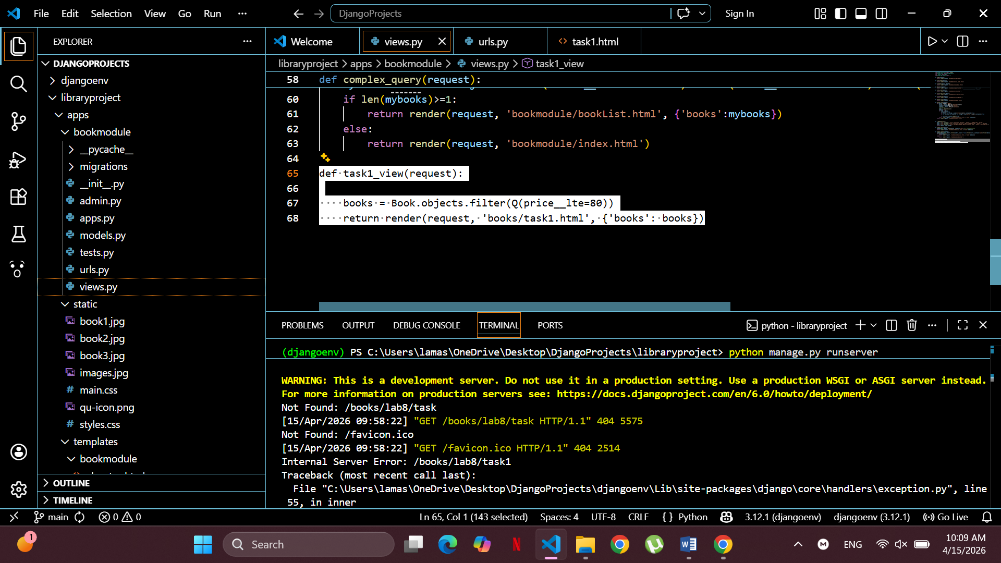 File Edit Selection View Go Run ··· DjangoProjects Sign In
EXPLORER ···
DJANGOPROJECTS
djangoenv
libraryproject
apps
bookmodule
__pycache__
migrations
__init__.py
admin.py
apps.py
models.py
tests.py
urls.py
views.py
static
book1.jpg
book2.jpg
book3.jpg
images.jpg
main.css
qu-icon.png
styles.css
templates
bookmodule
OUTLINE
TIMELINE
Welcome views.py urls.py task1.html
libraryproject > apps > bookmodule > views.py > task1_view
58 def complex_query(request):
60 if len(mybooks)>=1:
61 return render(request, 'bookmodule/bookList.html', {'books':mybooks})
62 else:
63 return render(request, 'bookmodule/index.html')
64
65 def task1_view(request):
66
67 books = Book.objects.filter(Q(price__lte=80))
68 return render(request, 'books/task1.html', {'books': books})
PROBLEMS OUTPUT DEBUG CONSOLE TERMINAL PORTS python - libraryproject
(djangoenv) PS C:\Users\lamas\OneDrive\Desktop\DjangoProjects\libraryproject> python manage.py runserver
WARNING: This is a development server. Do not use it in a production setting. Use a production WSGI or ASGI server instead.
For more information on production servers see: https://docs.djangoproject.com/en/6.0/howto/deployment/
Not Found: /books/lab8/task
[15/Apr/2026 09:58:22] "GET /books/lab8/task HTTP/1.1" 404 5575
Not Found: /favicon.ico
[15/Apr/2026 09:58:22] "GET /favicon.ico HTTP/1.1" 404 2514
Internal Server Error: /books/lab8/task1
Traceback (most recent call last):
File "C:\Users\lamas\OneDrive\Desktop\DjangoProjects\djangoenv\Lib\site-packages\django\core\handlers\exception.py", line
55, in inner
main 0 0 Ln 65, Col 1 (143 selected) Spaces: 4 UTF-8 CRLF { } Python 3.12.1 (djangoenv) djangoenv (3.12.1) Go Live
1 Search ENG 10:09 AM
4/15/2026